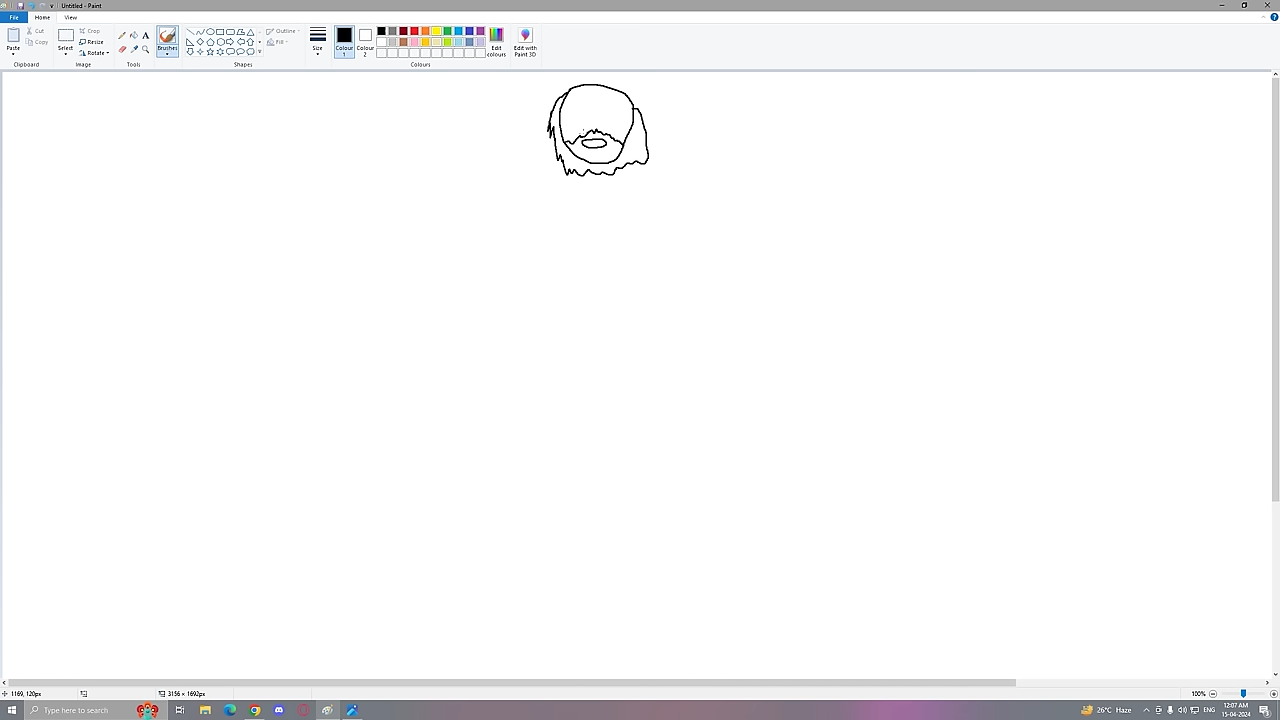 Untitled - Paint
File
Home
View
Paste
Cut
Copy
Clipboard
Select
Crop
Resize
Rotate
Image
A
Tools
Brushes
Shapes
Outline
Fill
Size
Colour 1
Colour 2
Colours
Edit colours
Edit with Paint 3D
1169, 120px
3156 × 1692px
100%
Type here to search
26°C Haze
ENG
12:07 AM
15-04-2024